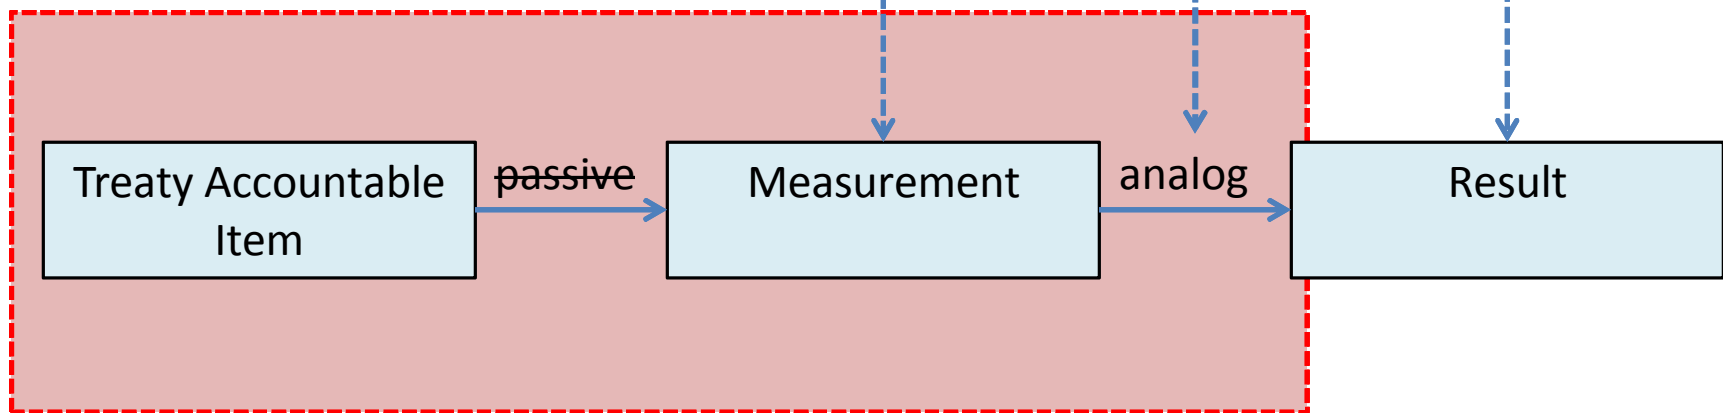 Treaty Accountable
Item
passive
Measurement
analog
Result